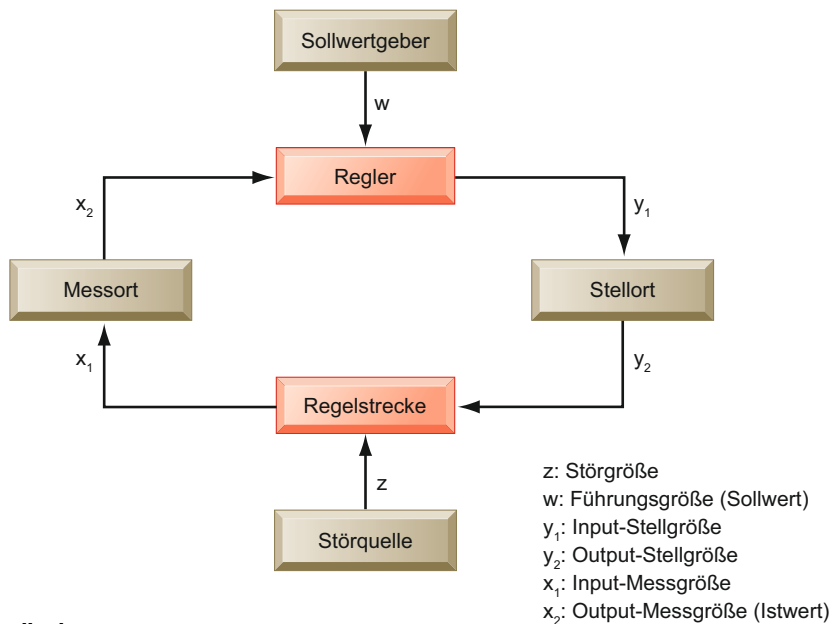 Sollwertgeber
w
Regler
x₂
y₁
Messort
Stellort
x₁
y₂
Regelstrecke
z
Störquelle
z: Störgröße
w: Führungsgröße (Sollwert)
y₁: Input-Stellgröße
y₂: Output-Stellgröße
x₁: Input-Messgröße
x₂: Output-Messgröße (Istwert)